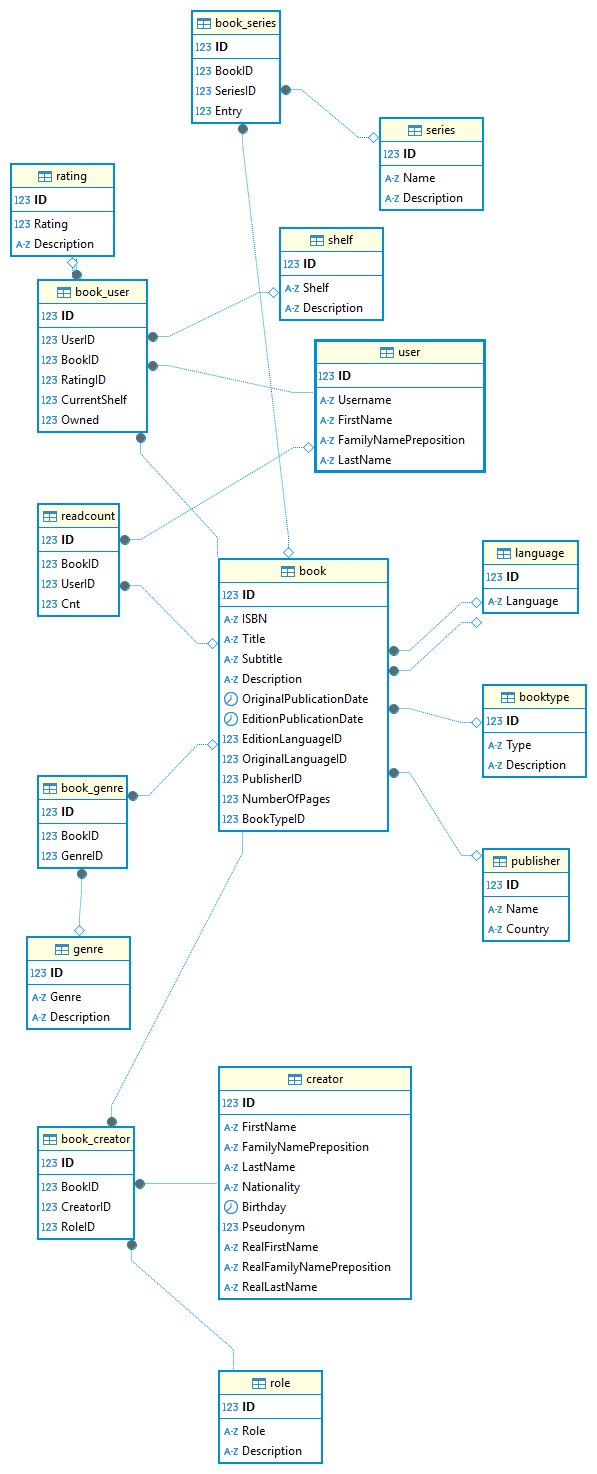 book_series
123 ID
123 BookID
123 SeriesID
123 Entry
series
123 ID
A-Z Name
A-Z Description
rating
123 ID
123 Rating
A-Z Description
shelf
123 ID
A-Z Shelf
A-Z Description
book_user
123 ID
123 UserID
123 BookID
123 RatingID
123 CurrentShelf
123 Owned
user
123 ID
A-Z Username
A-Z FirstName
A-Z FamilyNamePreposition
A-Z LastName
readcount
123 ID
123 BookID
123 UserID
123 Cnt
book
123 ID
A-Z ISBN
A-Z Title
A-Z Subtitle
A-Z Description
OriginalPublicationDate
EditionPublicationDate
123 EditionLanguageID
123 OriginalLanguageID
123 PublisherID
123 NumberOfPages
123 BookTypeID
language
123 ID
A-Z Language
booktype
123 ID
A-Z Type
A-Z Description
publisher
123 ID
A-Z Name
A-Z Country
book_genre
123 ID
123 BookID
123 GenreID
genre
123 ID
A-Z Genre
A-Z Description
creator
123 ID
A-Z FirstName
A-Z FamilyNamePreposition
A-Z LastName
A-Z Nationality
Birthday
123 Pseudonym
A-Z RealFirstName
A-Z RealFamilyNamePreposition
A-Z RealLastName
book_creator
123 ID
123 BookID
123 CreatorID
123 RoleID
role
123 ID
A-Z Role
A-Z Description